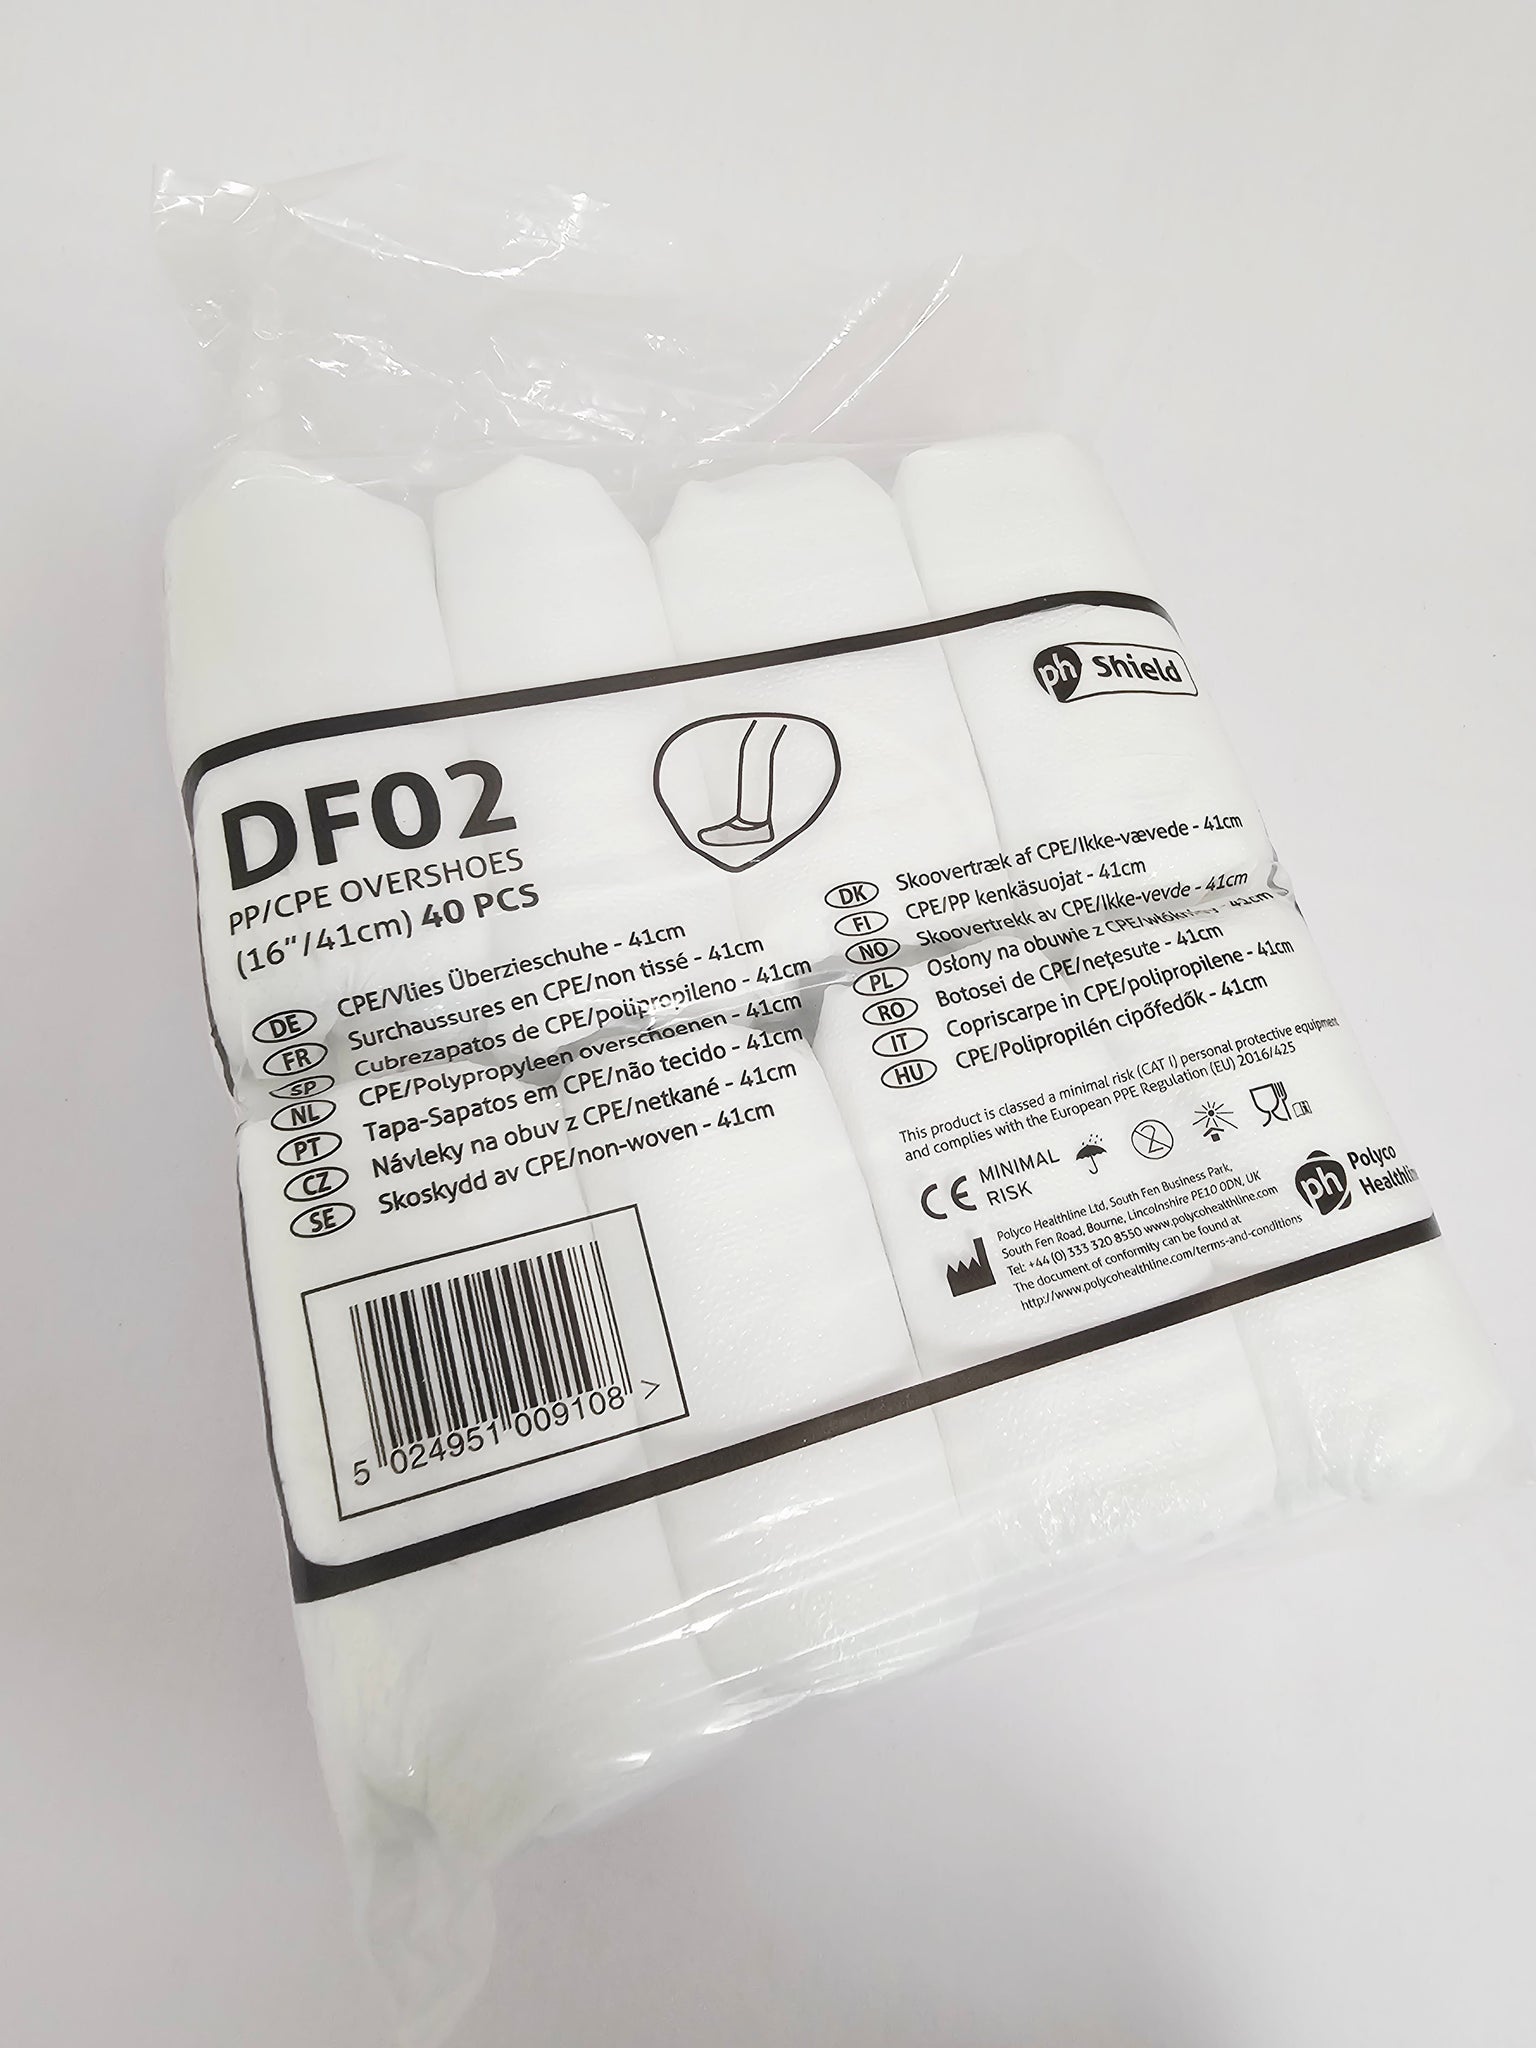 ph Shield
DF02
PP/CPE OVERSHOES
(16"/41cm) 40 PCS
DE CPE/Vlies Überzieschuhe - 41cm
FR Surchaussures en CPE/non tissé - 41cm
SP Cubrezapatos de CPE/polipropileno - 41cm
NL CPE/Polypropyleen overschoenen - 41cm
PT Tapa-Sapatos em CPE/não tecido - 41cm
CZ Návleky na obuv z CPE/netkané - 41cm
SE Skoskydd av CPE/non-woven - 41cm
DK Skoovertræk af CPE/Ikke-vævede - 41cm
FI CPE/PP kenkäsuojat - 41cm
NO Skoovertrekk av CPE/Ikke-vevde - 41cm
PL Osłony na obuwie z - 41cm
RO Botosei de CPE/nețesute - 41cm
IT Copriscarpe in CPE/polipropilene - 41cm
HU CPE/Polipropilén cipőfedők - 41cm
This product is classed a minimal risk (CAT I) personal protective equipment
and complies with the European PPE Regulation (EU) 2016/425
CE MINIMAL
RISK
2
Polyco Healthline Ltd, South Fen Business Park,
South Fen Road, Bourne, Lincolnshire PE10 0DN, UK
Tel: +44 (0) 333 320 8550 www.polycohealthline.com
The document of conformity can be found at
http://www.polycohealthline.com/terms-and-conditions
ph Polyco
Healthline
5 024951 009108 >